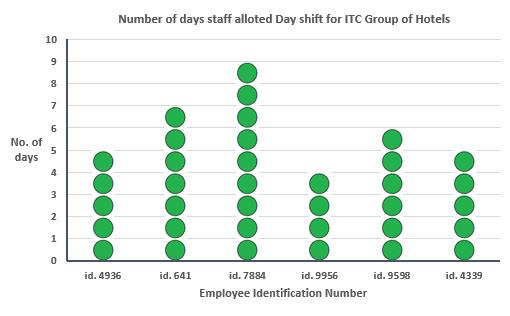 Number of days staff alloted Day shift for ITC Group of Hotels
10
9
8
7
6
5
4
3
2
1
0
No. of
days
id. 4936 id. 641 id. 7884 id. 9956 id. 9598 id. 4339
Employee Identification Number